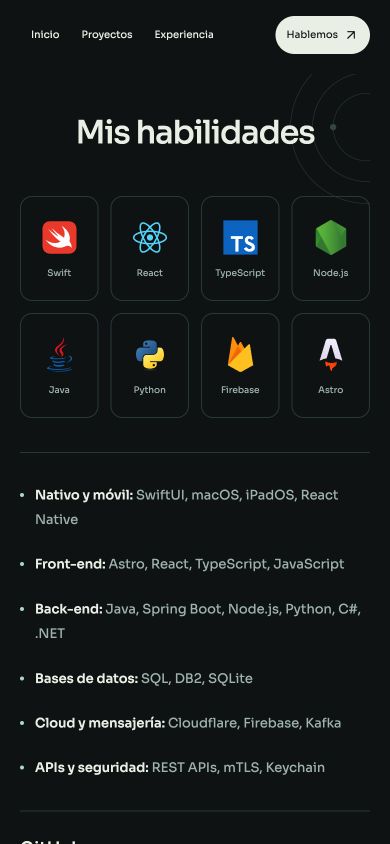 Inicio Proyectos Experiencia Hablemos
Mis habilidades
TS
Swift React TypeScript Node.js
Java Python Firebase Astro
• Nativo y móvil: SwiftUI, macOS, iPadOS, React
Native
• Front-end: Astro, React, TypeScript, JavaScript
• Back-end: Java, Spring Boot, Node.js, Python, C#,
.NET
• Bases de datos: SQL, DB2, SQLite
• Cloud y mensajería: Cloudflare, Firebase, Kafka
• APIs y seguridad: REST APIs, mTLS, Keychain
GitHub